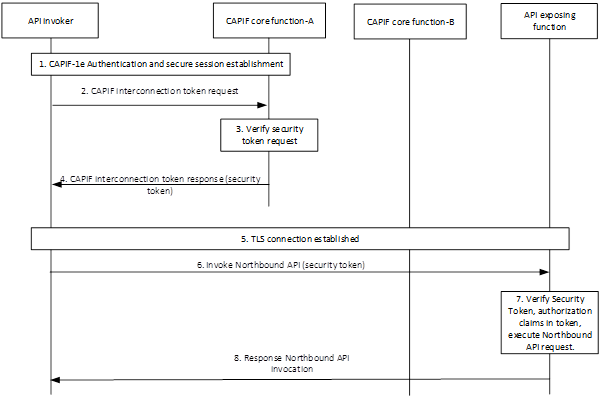 API Invoker
CAPIF core function-A
CAPIF core function-B
API exposing
function
1. CAPIF-1e Authentication and secure session establishment
2. CAPIF interconnection token request
3. Verify security
token request
4. CAPIF interconnection token response (security
token)
5. TLS connection established
6. Invoke Northbound API (security token)
7. Verify Security
Token, authorization
claims in token,
execute Northbound
API request.
8. Response Northbound API
invocation